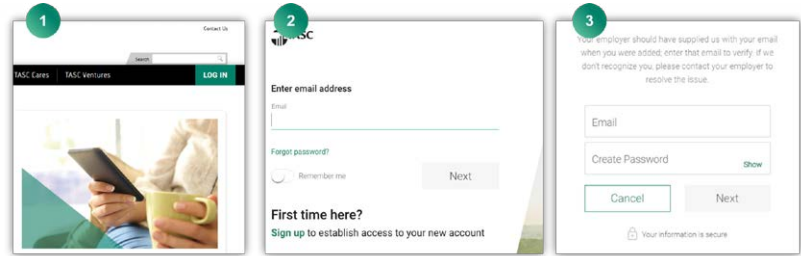 1
Contact Us
Search
TASC Cares
TASC Ventures
LOG IN
2
TASC
Enter email address
Email
Forgot password?
Remember me
Next
First time here?
Sign up to establish access to your new account
3
Your employer should have supplied us with your email
when you were added; enter that email to verify. If we
don't recognize you, please contact your employer to
resolve the issue.
Email
Create Password
Show
Cancel
Next
Your information is secure